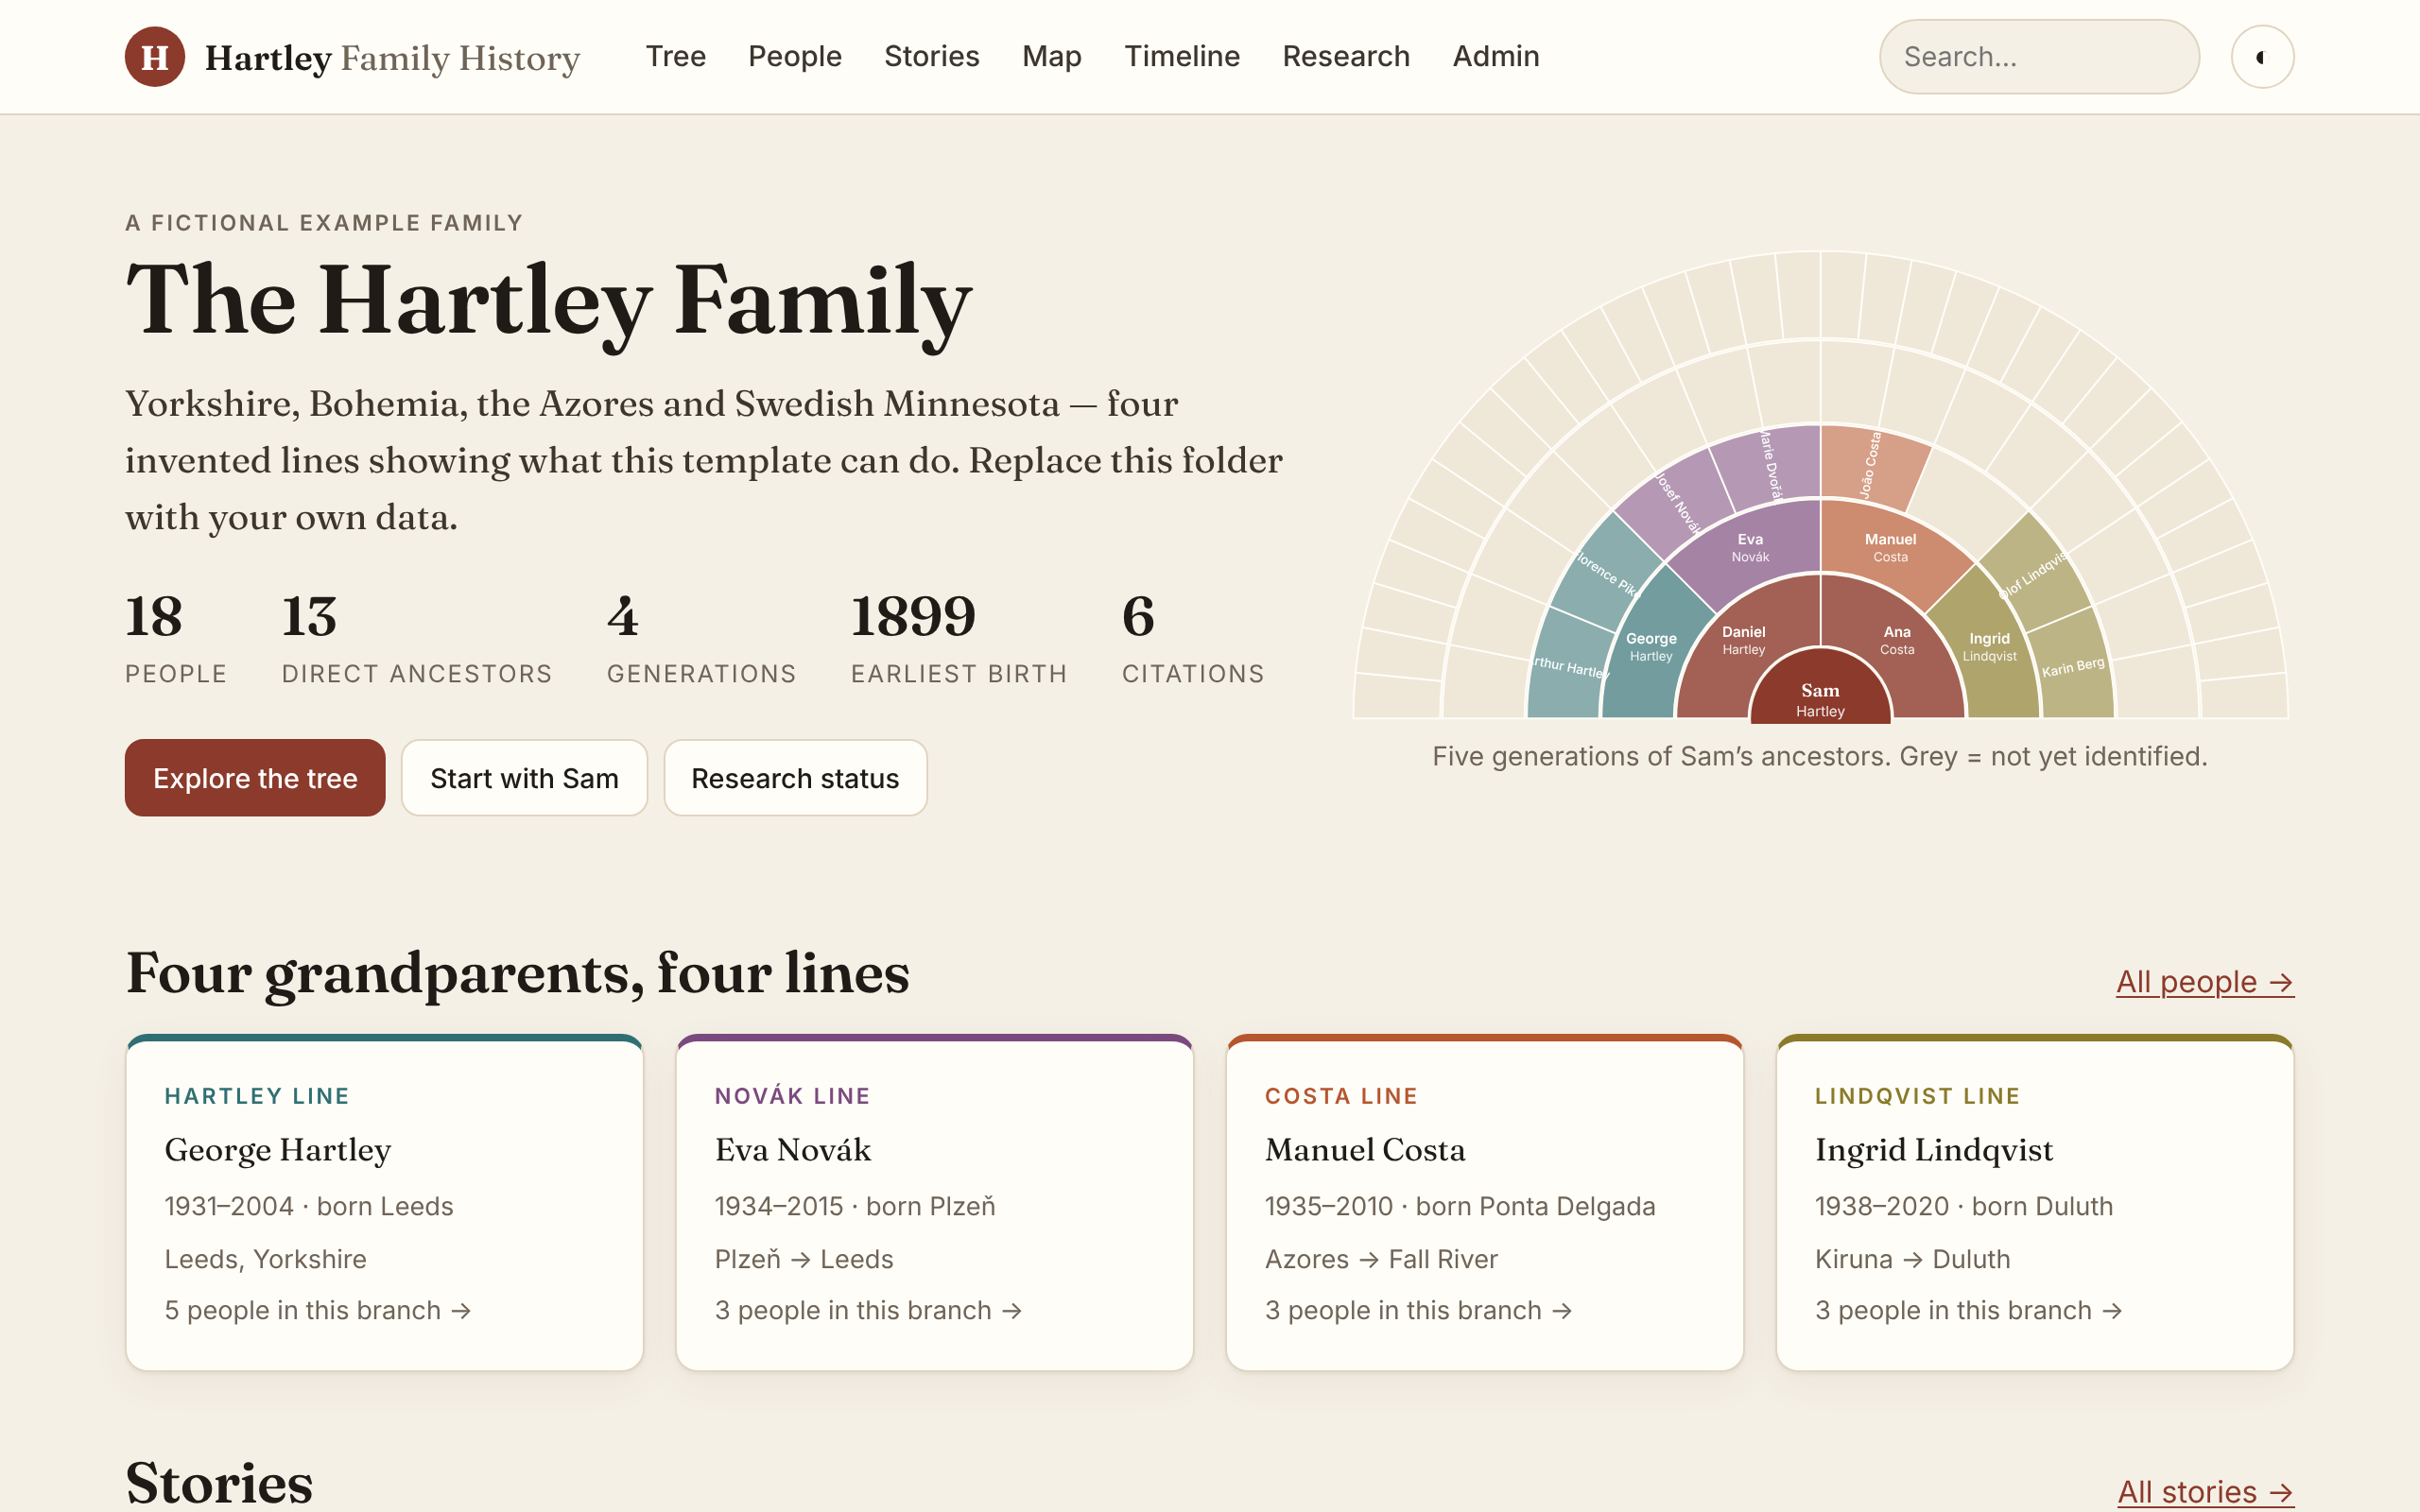 H
Hartley Family History
Tree
People
Stories
Map
Timeline
Research
Admin
Search...
A FICTIONAL EXAMPLE FAMILY
The Hartley Family
Yorkshire, Bohemia, the Azores and Swedish Minnesota — four
invented lines showing what this template can do. Replace this folder
with your own data.
18
PEOPLE
13
DIRECT ANCESTORS
4
GENERATIONS
1899
EARLIEST BIRTH
6
CITATIONS
Explore the tree
Start with Sam
Research status
Josef Novák
João Costa
Eva
Novák
Manuel
Costa
Olof Lindqvist
George
Hartley
Daniel
Hartley
Ana
Costa
Ingrid
Lindqvist
Karin Berg
Sam
Hartley
Five generations of Sam’s ancestors. Grey = not yet identified.
Four grandparents, four lines
All people →
HARTLEY LINE
George Hartley
1931–2004 · born Leeds
Leeds, Yorkshire
5 people in this branch →
NOVÁK LINE
Eva Novák
1934–2015 · born Plzeň
Plzeň → Leeds
3 people in this branch →
COSTA LINE
Manuel Costa
1935–2010 · born Ponta Delgada
Azores → Fall River
3 people in this branch →
LINDQVIST LINE
Ingrid Lindqvist
1938–2020 · born Duluth
Kiruna → Duluth
3 people in this branch →
Stories
All stories →